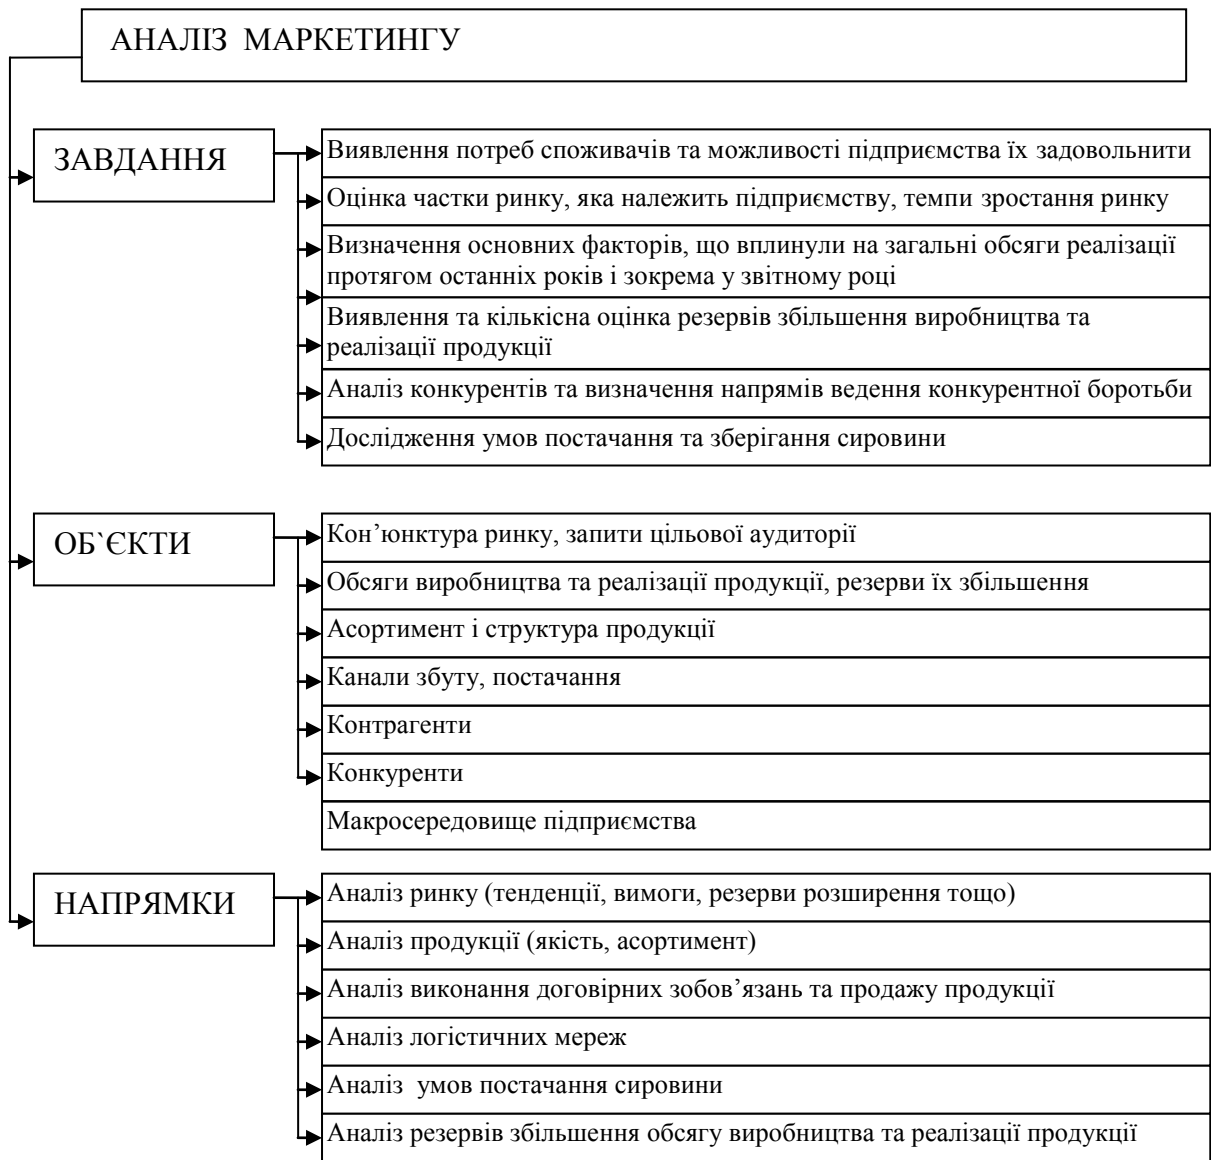 АНАЛІЗ МАРКЕТИНГУ
ЗАВДАННЯ
Виявлення потреб споживачів та можливості підприємства їх задовольнити
Оцінка частки ринку, яка належить підприємству, темпи зростання ринку
Визначення основних факторів, що вплинули на загальні обсяги реалізації
протягом останніх років і зокрема у звітному році
Виявлення та кількісна оцінка резервів збільшення виробництва та
реалізації продукції
Аналіз конкурентів та визначення напрямів ведення конкурентної боротьби
Дослідження умов постачання та зберігання сировини
ОБ`ЄКТИ
Кон’юнктура ринку, запити цільової аудиторії
Обсяги виробництва та реалізації продукції, резерви їх збільшення
Асортимент і структура продукції
Канали збуту, постачання
Контрагенти
Конкуренти
Макросередовище підприємства
НАПРЯМКИ
Аналіз ринку (тенденції, вимоги, резерви розширення тощо)
Аналіз продукції (якість, асортимент)
Аналіз виконання договірних зобов’язань та продажу продукції
Аналіз логістичних мереж
Аналіз умов постачання сировини
Аналіз резервів збільшення обсягу виробництва та реалізації продукції